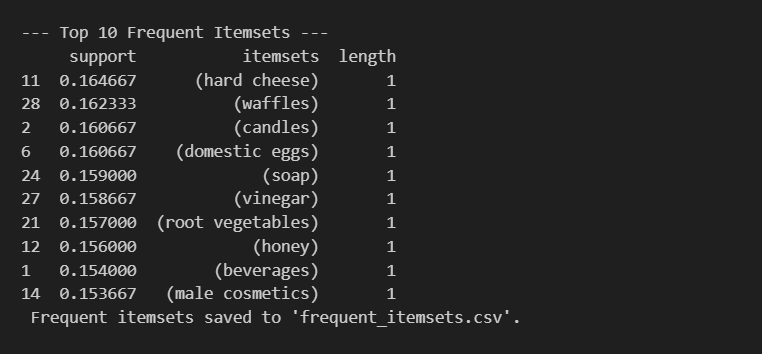 --- Top 10 Frequent Itemsets ---
support itemsets length
11 0.164667 (hard cheese) 1
28 0.162333 (waffles) 1
2 0.160667 (candles) 1
6 0.160667 (domestic eggs) 1
24 0.159000 (soap) 1
27 0.158667 (vinegar) 1
21 0.157000 (root vegetables) 1
12 0.156000 (honey) 1
1 0.154000 (beverages) 1
14 0.153667 (male cosmetics) 1
Frequent itemsets saved to 'frequent_itemsets.csv'.